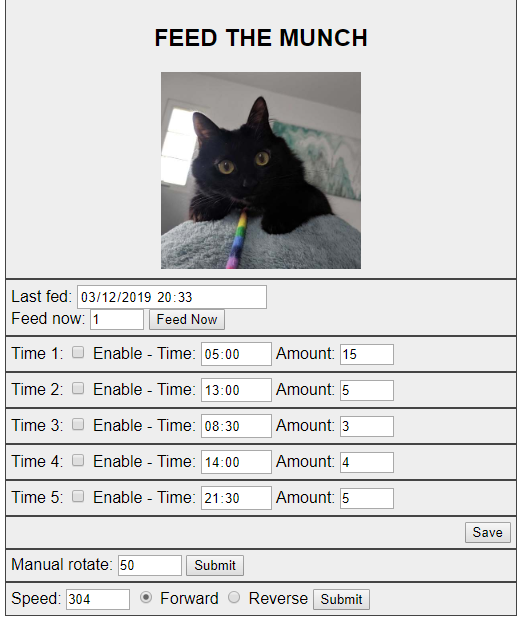 FEED THE MUNCH
Last fed: 03/12/2019 20:33
Feed now: 1 Feed Now
Time 1: Enable - Time: 05:00 Amount: 15
Time 2: Enable - Time: 13:00 Amount: 5
Time 3: Enable - Time: 08:30 Amount: 3
Time 4: Enable - Time: 14:00 Amount: 4
Time 5: Enable - Time: 21:30 Amount: 5
Save
Manual rotate: 50 Submit
Speed: 304 Forward Reverse Submit